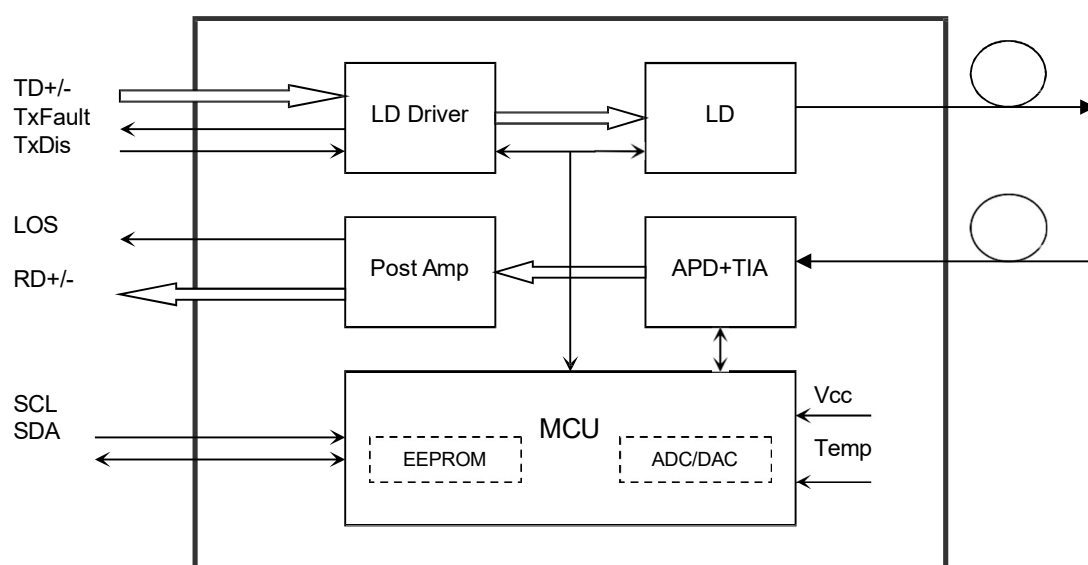 TD+/-
TxFault
TxDis
LD Driver
LD
LOS
RD+/-
Post Amp
APD+TIA
SCL
SDA
MCU
EEPROM
ADC/DAC
Vcc
Temp